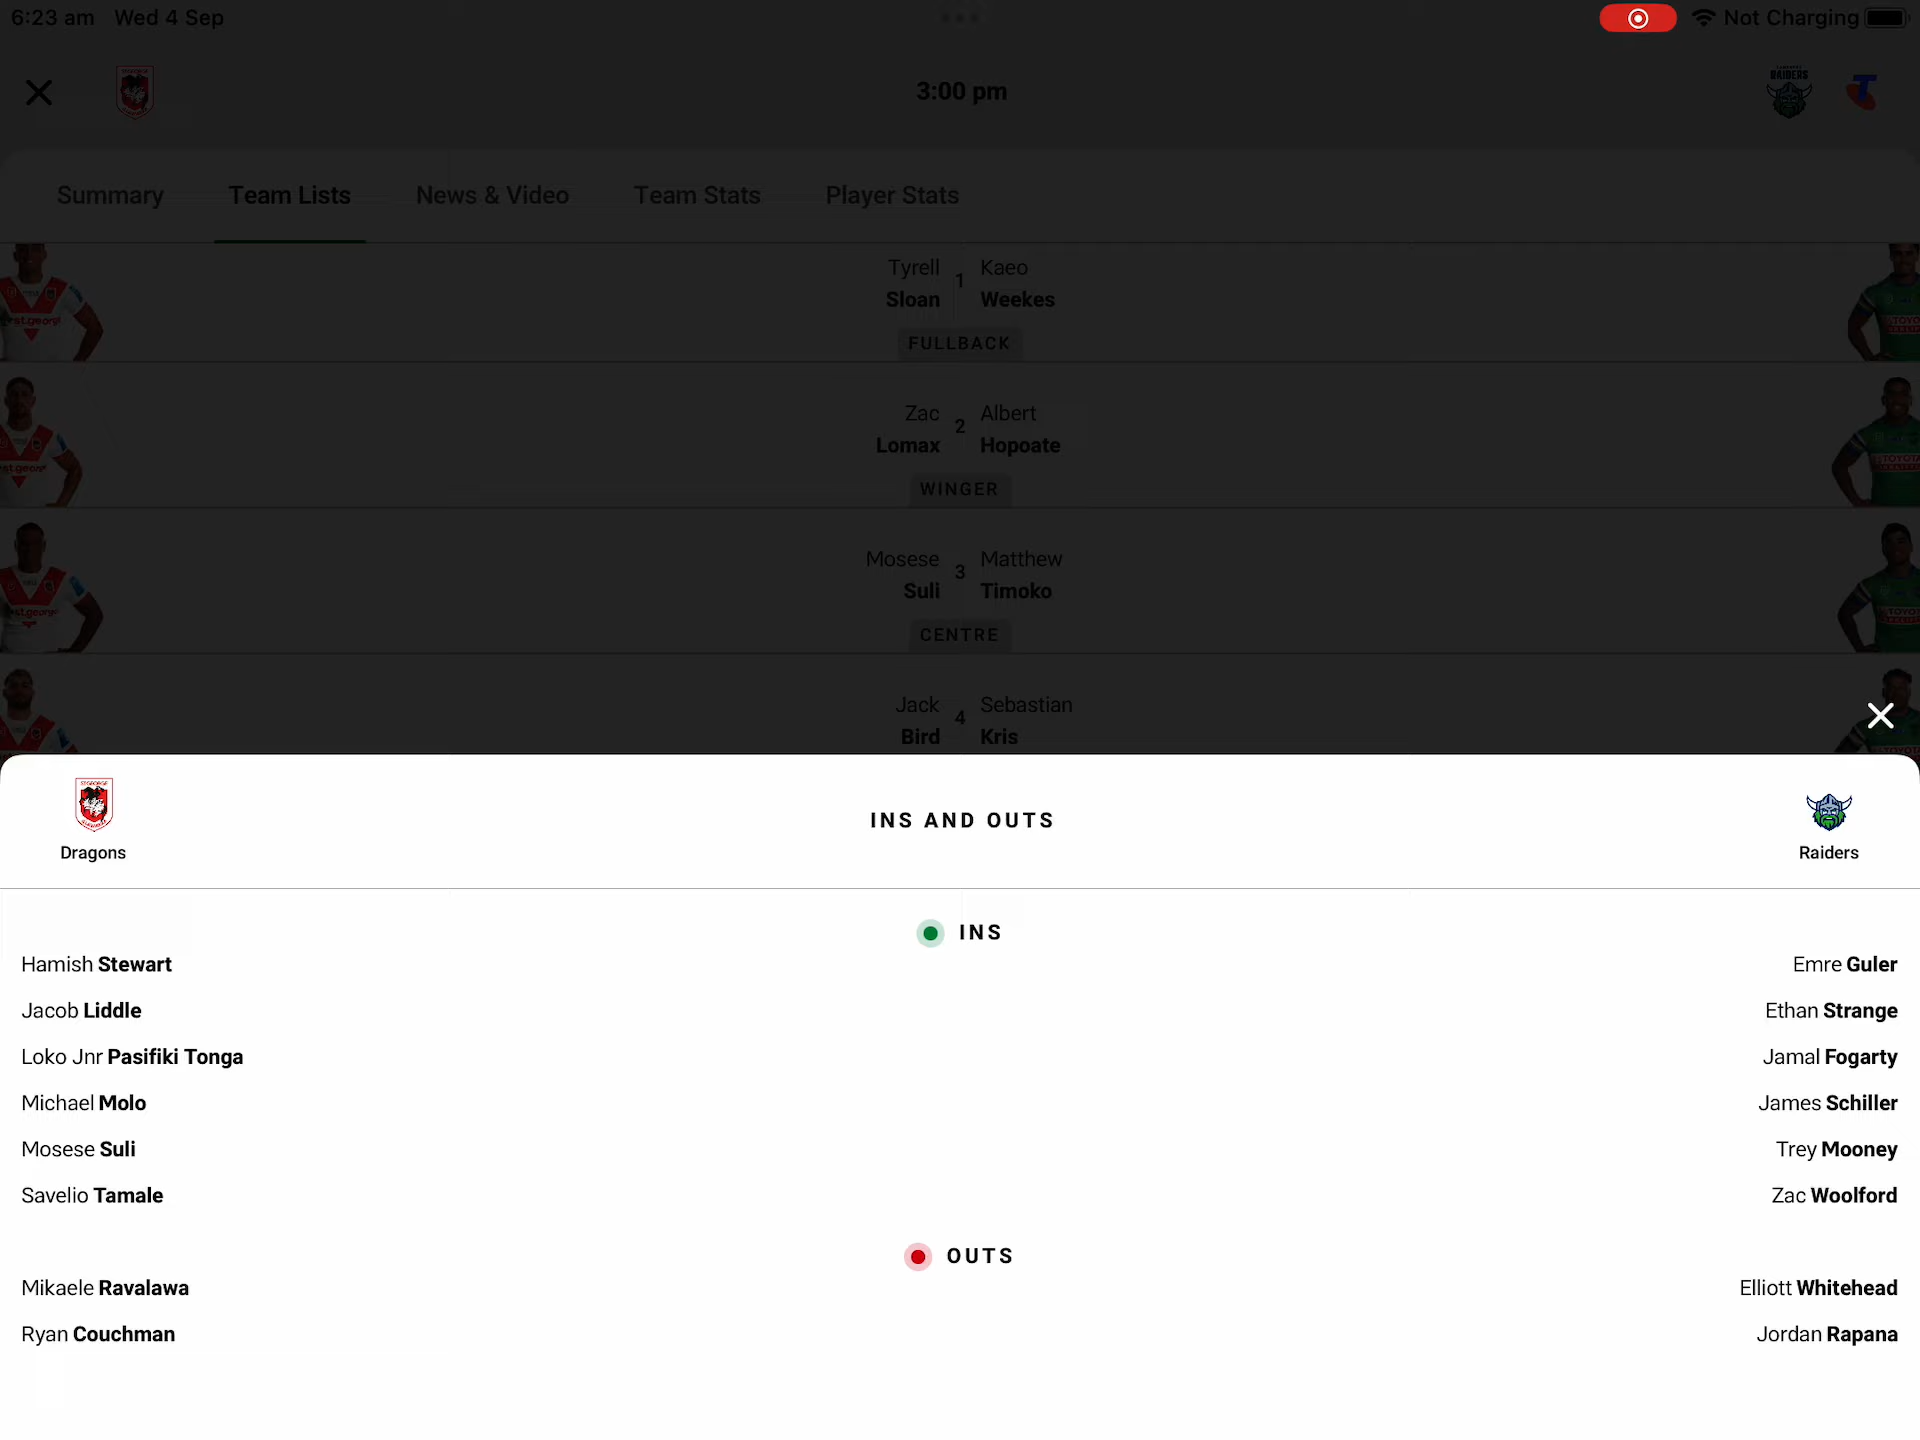 6:23 am Wed 4 Sep
Not Charging
RAIDERS
3:00 pm
Summary Team Lists News & Video Team Stats Player Stats
Tyrell 1 Kaeo
Sloan Weekes
FULLBACK
Zac 2 Albert
Lomax Hopoate
WINGER
Mosese 3 Matthew
Suli Timoko
CENTRE
Jack 4 Sebastian
Bird Kris
INS AND OUTS
Dragons Raiders
INS
Hamish Stewart Emre Guler
Jacob Liddle Ethan Strange
Loko Jnr Pasifiki Tonga Jamal Fogarty
Michael Molo James Schiller
Mosese Suli Trey Mooney
Savelio Tamale Zac Woolford
OUTS
Mikaele Ravalawa Elliott Whitehead
Ryan Couchman Jordan Rapana